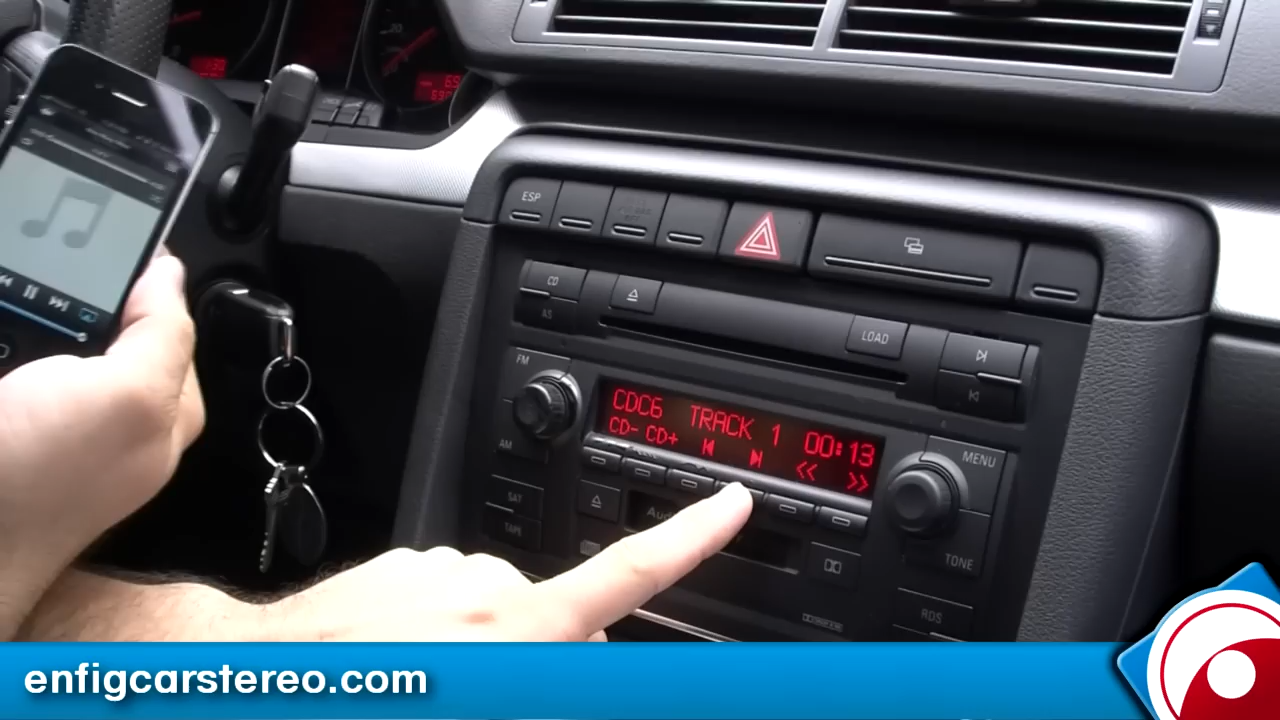 ESP
CD
AS
LOAD
FM
AM
CDC6 TRACK 1 00:13
CD- CD+ << >>
MENU
TONE
SAT
TAPE
RDS
enfigcarstereo.com